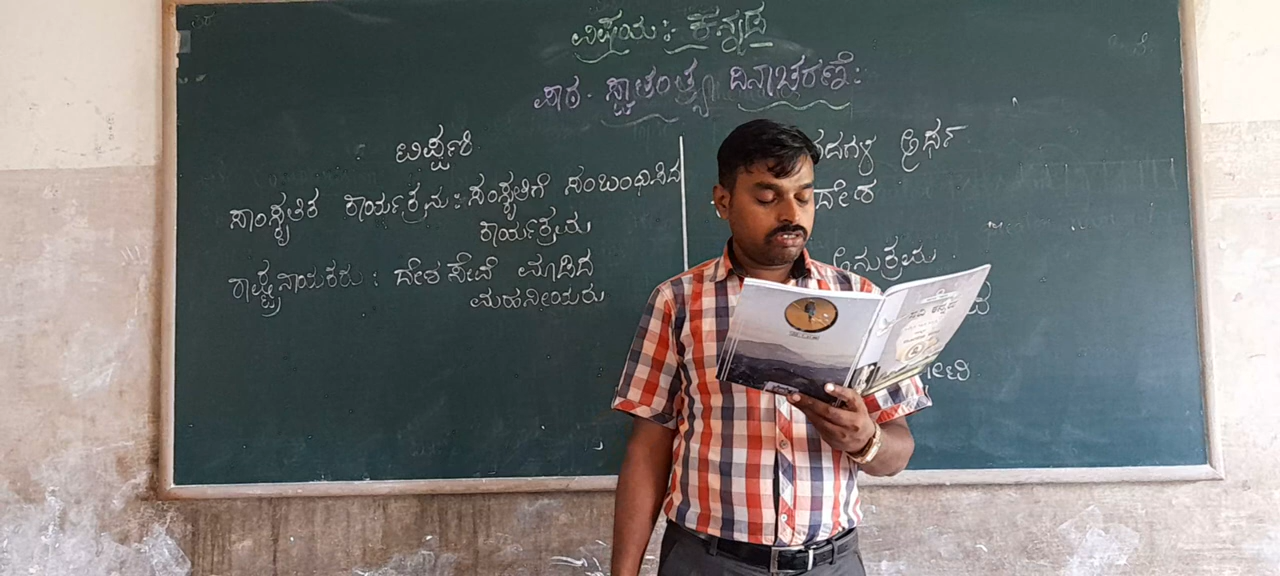 ವಿಷಯ : ಕನ್ನಡ
ಪಾಠ - ಸ್ವಾತಂತ್ರ್ಯ ದಿನಾಚರಣೆ :
ಟಿಪ್ಪಣಿ
ಸಾಂಸ್ಕೃತಿಕ ಕಾರ್ಯಕ್ರಮ : ಸಂಸ್ಕೃತಿಗೆ ಸಂಬಂಧಿಸಿದ
ಕಾರ್ಯಕ್ರಮ
ರಾಷ್ಟ್ರನಾಯಕರು : ದೇಶ ಸೇವೆ ಮಾಡಿದ
ಮಹನೀಯರು
ಪದಗಳ ಅರ್ಥ
ದೇಶ
ಅನುಕ್ರಮ